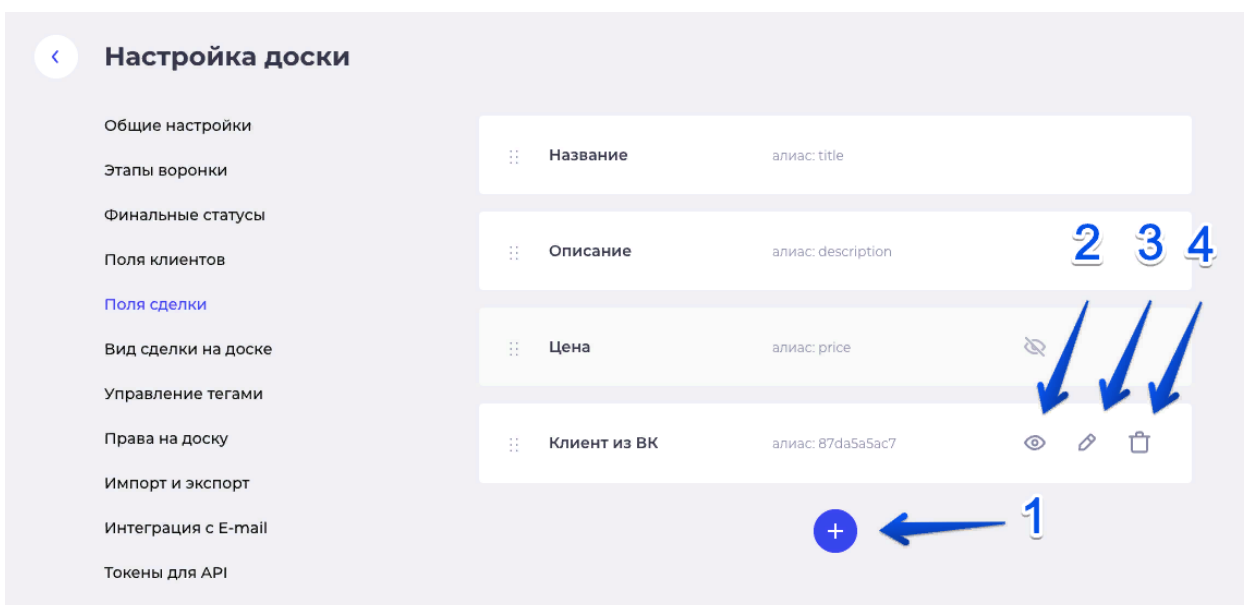 Настройка доски
Общие настройки
Этапы воронки
Финальные статусы
Поля клиентов
Поля сделки
Вид сделки на доске
Управление тегами
Права на доску
Импорт и экспорт
Интеграция с E-mail
Токены для API
Название алиас: title
Описание алиас: description
2 3 4
Цена алиас: price
Клиент из ВК алиас: 87da5a5ac7
1